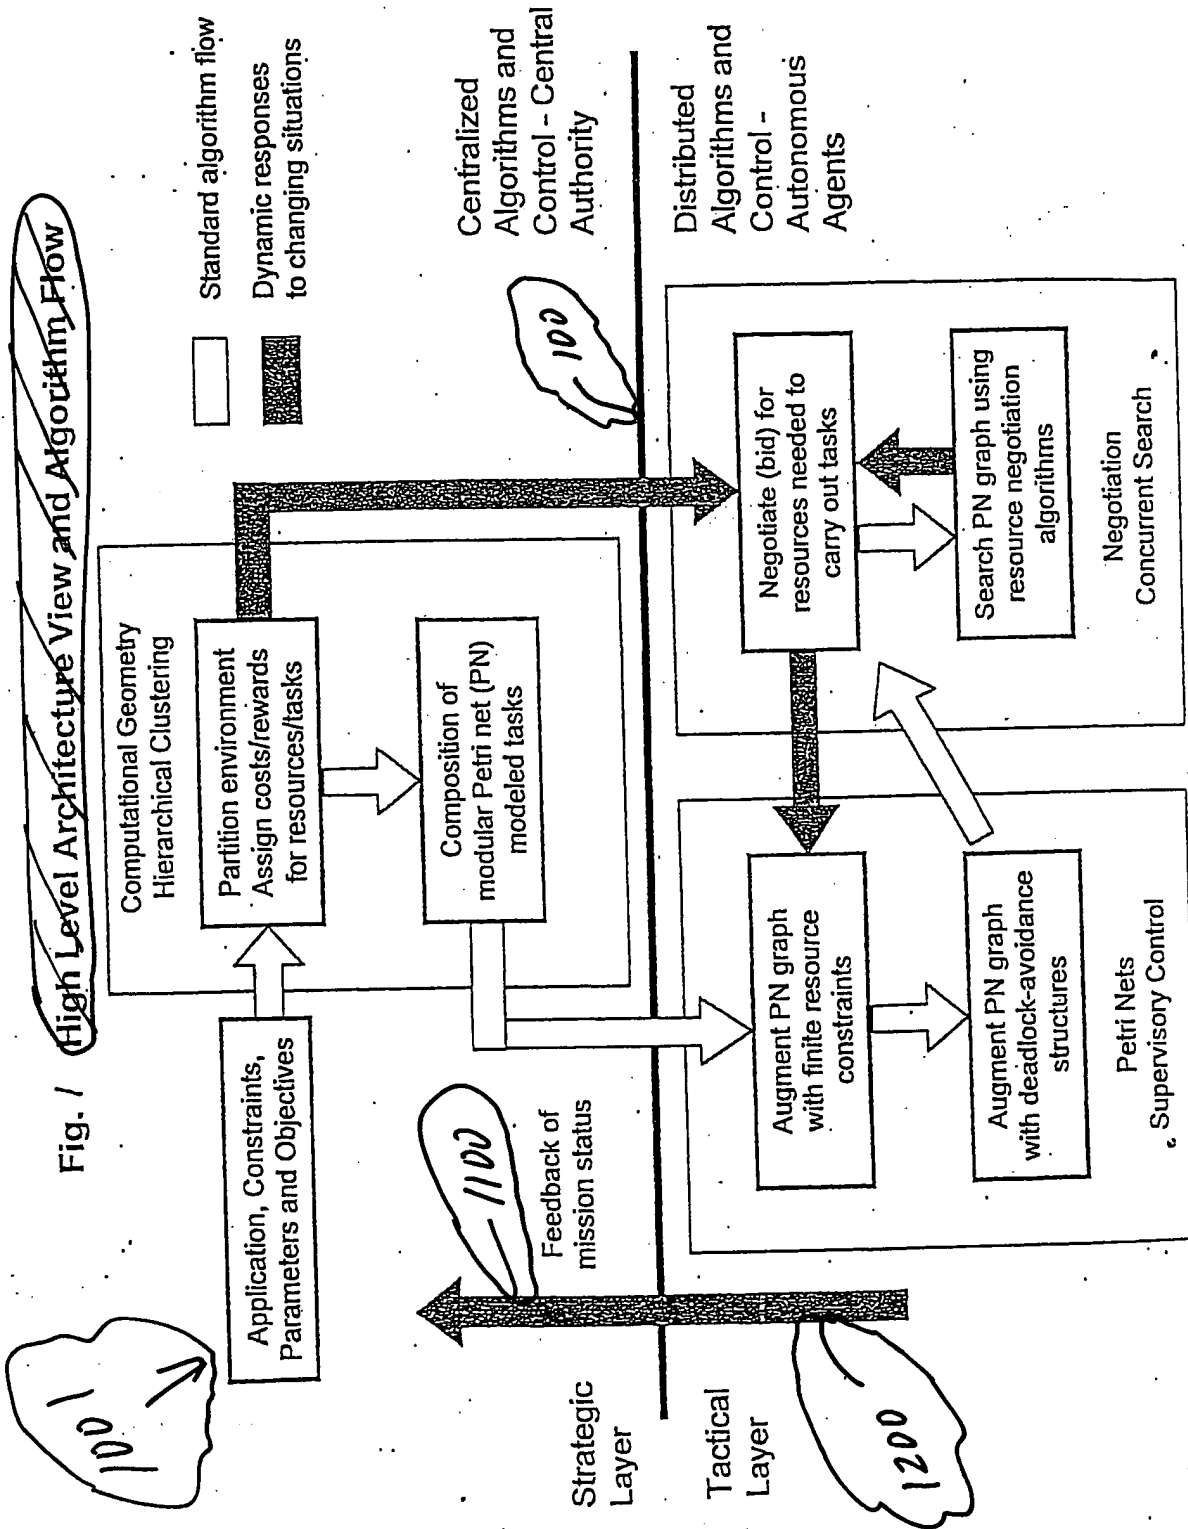 Fig. 1 High Level Architecture View and Algorithm Flow
1001
Application, Constraints,
Parameters and Objectives
Computational Geometry
Hierarchical Clustering
Partition environment
Assign costs/rewards
for resources/tasks
Composition of
modular Petri net (PN)
modeled tasks
Standard algorithm flow
Dynamic responses
to changing situations
1100
Feedback of
mission status
100
Centralized
Algorithms and
Control - Central
Authority
Strategic
Layer
Tactical
Layer
1200
Augment PN graph
with finite resource
constraints
Augment PN graph
with deadlock-avoidance
structures
Petri Nets
Supervisory Control
Negotiate (bid) for
resources needed to
carry out tasks
Search PN graph using
resource negotiation
algorithms
Negotiation
Concurrent Search
Distributed
Algorithms and
Control -
Autonomous
Agents